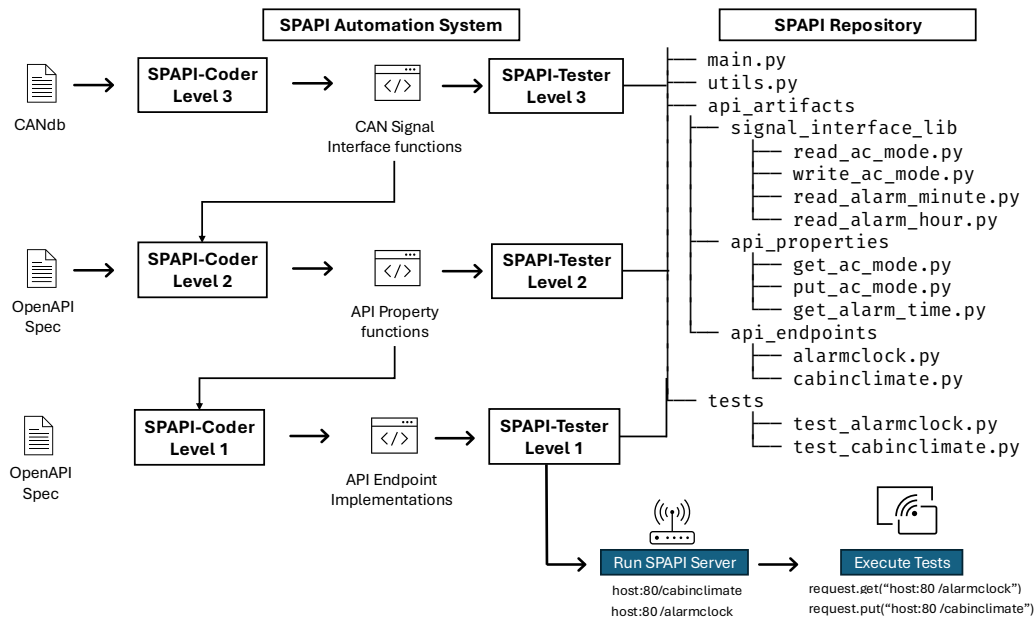 SPAPI Automation System
SPAPI Repository
CANdb
SPAPI-Coder
Level 3
</>
CAN Signal
Interface functions
SPAPI-Tester
Level 3
OpenAPI
Spec
SPAPI-Coder
Level 2
</>
API Property
functions
SPAPI-Tester
Level 2
OpenAPI
Spec
SPAPI-Coder
Level 1
</>
API Endpoint
Implementations
SPAPI-Tester
Level 1
main.py
utils.py
api_artifacts
signal_interface_lib
read_ac_mode.py
write_ac_mode.py
read_alarm_minute.py
read_alarm_hour.py
api_properties
get_ac_mode.py
put_ac_mode.py
get_alarm_time.py
api_endpoints
alarmclock.py
cabinclimate.py
tests
test_alarmclock.py
test_cabinclimate.py
Run SPAPI Server
host:80/cabinclimate
host:80/alarmclock
Execute Tests
request.get(“host:80/alarmclock”)
request.put(“host:80/cabinclimate”)